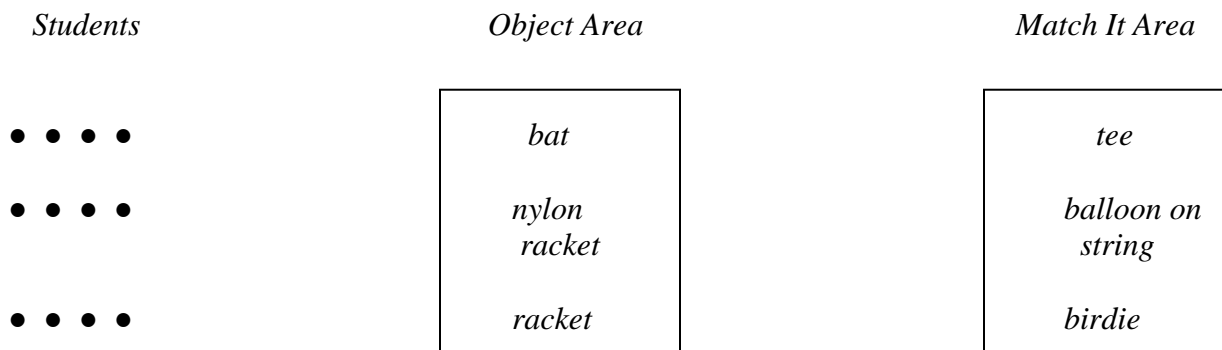 Students Object Area Match It Area
• • • • bat tee
• • • • nylon racket balloon on string
• • • • racket birdie